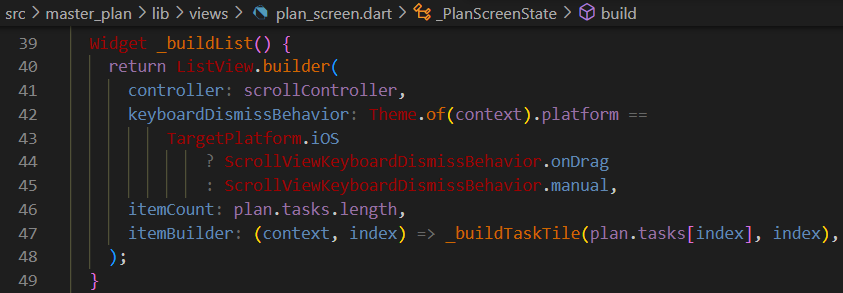 src > master_plan > lib > views > plan_screen.dart > _PlanScreenState > build
39 Widget _buildList() {
40 return ListView.builder(
41 controller: scrollController,
42 keyboardDismissBehavior: Theme.of(context).platform ==
43 TargetPlatform.iOS
44 ? ScrollViewKeyboardDismissBehavior.onDrag
45 : ScrollViewKeyboardDismissBehavior.manual,
46 itemCount: plan.tasks.length,
47 itemBuilder: (context, index) => _buildTaskTile(plan.tasks[index], index),
48 );
49 }